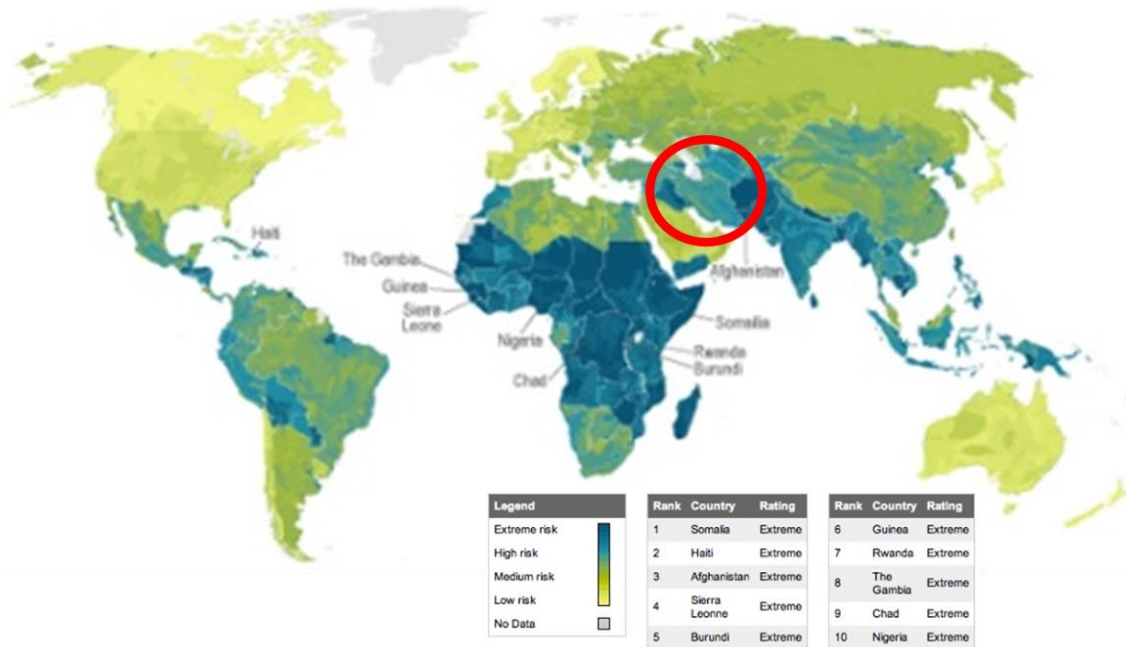 Haiti
The Gambia
Guinea
Sierra
Leone
Nigeria
Chad
Afghanistan
Somilia
Rwanda
Burundi
Legend
Extreme risk
High risk
Medium risk
Low risk
No Data
Rank Country Rating
1 Somalia Extreme
2 Haiti Extreme
3 Afghanistan Extreme
4 Sierra Leonne Extreme
5 Burundi Extreme
Rank Country Rating
6 Guinea Extreme
7 Rwanda Extreme
8 The Gambia Extreme
9 Chad Extreme
10 Nigeria Extreme